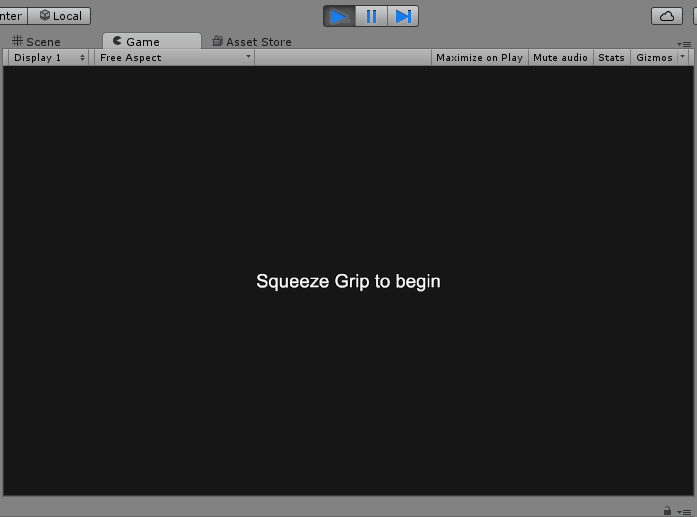 nter Local
Scene Game Asset Store
Display 1 Free Aspect Maximize on Play Mute audio Stats Gizmos
Squeeze Grip to begin